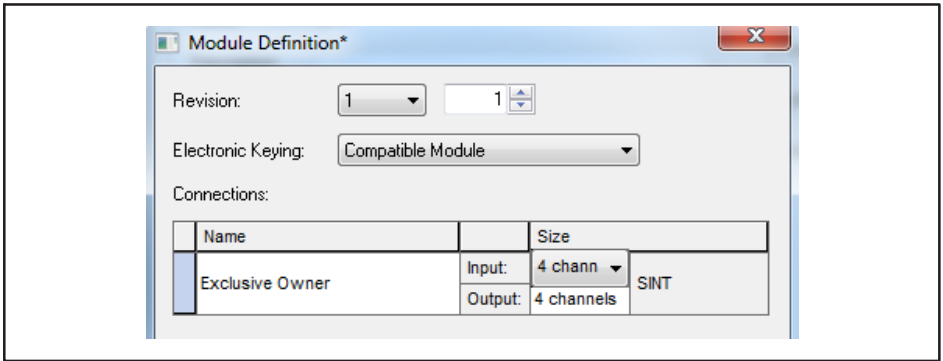 Module Definition*
Revision: 1 1
Electronic Keying: Compatible Module
Connections:
Name Size
Exclusive Owner Input: 4 chann SINT
Output: 4 channels